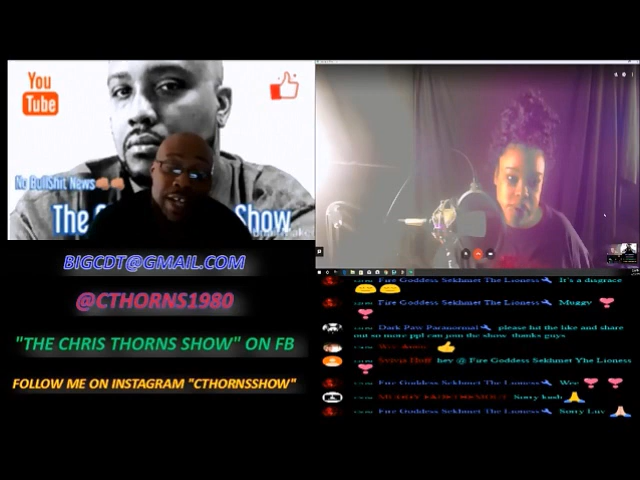 You
Tube
No Bullshit News
The Show
BIGCDT@GMAIL.COM
@CTHORNS1980
"THE CHRIS THORNS SHOW" ON FB
FOLLOW ME ON INSTAGRAM "CTHORNSSHOW"
Fire Goddess Sekhmet The Lioness It's a disgrace
Fire Goddess Sekhmet The Lioness Muggy
Dark Paw Paranormal please hit the like and share
but so more ppl can join the show thanks guys
hey @ Fire Goddess Sekhmet The Lioness
Fire Goddess Sekhmet The Lioness Wee
Sorry
Fire Goddess Sekhmet The Lioness Sorry Luv